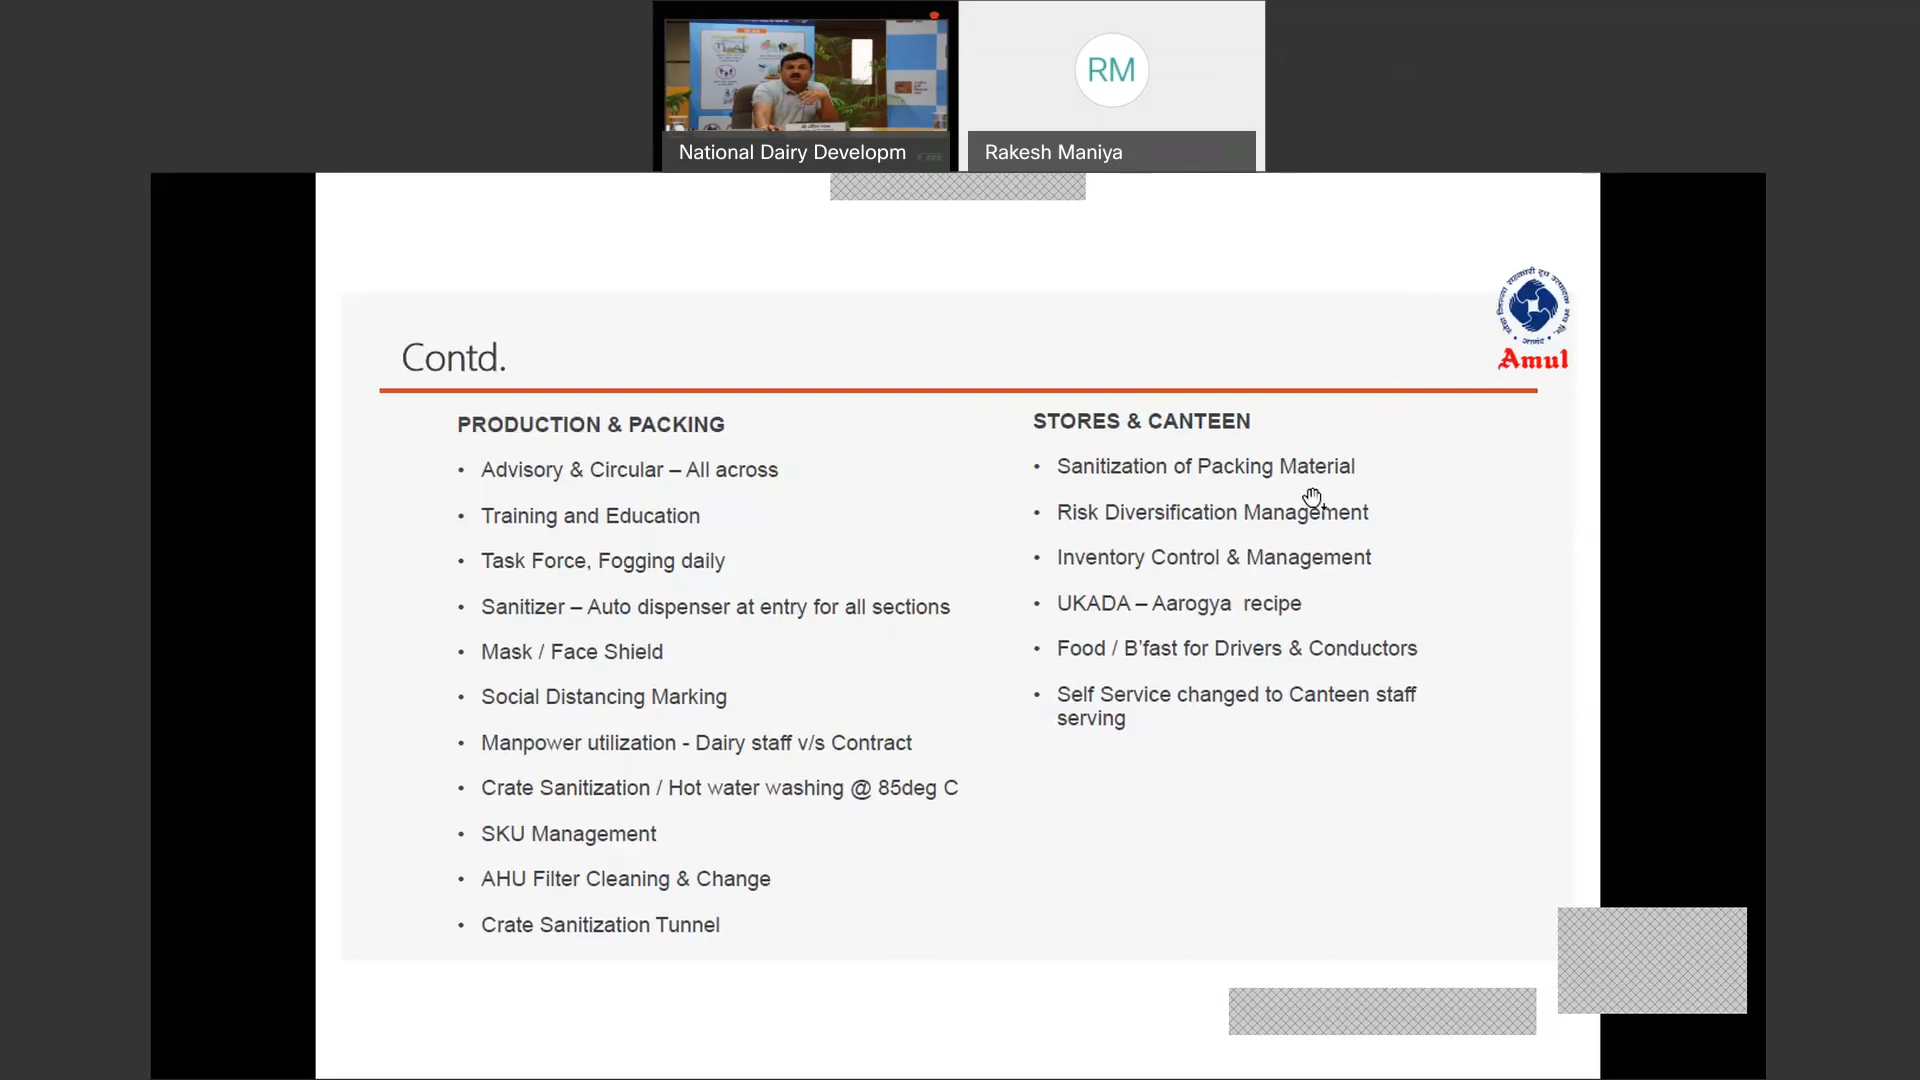 National Dairy Developm
RM
Rakesh Maniya
Amul
Contd.
PRODUCTION & PACKING
• Advisory & Circular – All across
• Training and Education
• Task Force, Fogging daily
• Sanitizer – Auto dispenser at entry for all sections
• Mask / Face Shield
• Social Distancing Marking
• Manpower utilization - Dairy staff v/s Contract
• Crate Sanitization / Hot water washing @ 85deg C
• SKU Management
• AHU Filter Cleaning & Change
• Crate Sanitization Tunnel
STORES & CANTEEN
• Sanitization of Packing Material
• Risk Diversification Management
• Inventory Control & Management
• UKADA – Aarogya recipe
• Food / B'fast for Drivers & Conductors
• Self Service changed to Canteen staff
serving